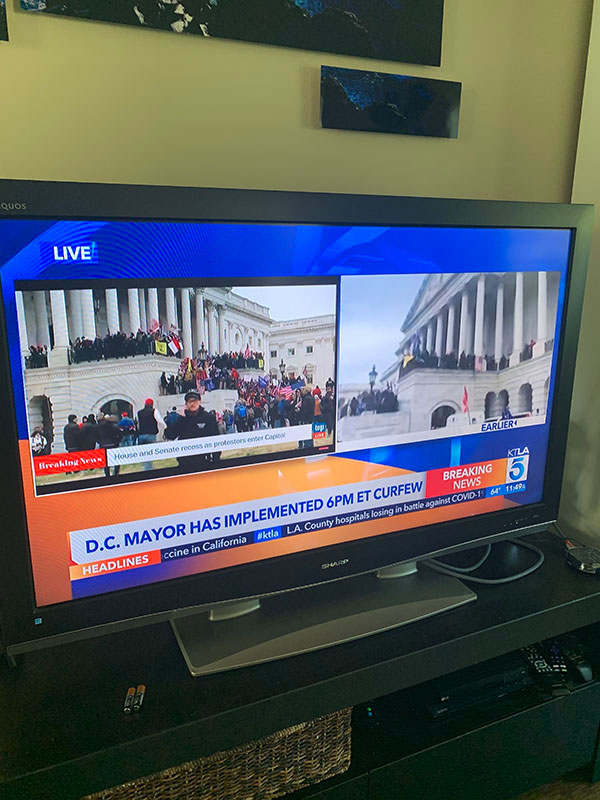 QUOS
LIVE
Breaking News
House and Senate recess as protestors enter Capitol
LIVE
EARLIER
KTLA
5
BREAKING
NEWS
64° 11:49A
D.C. MAYOR HAS IMPLEMENTED 6PM ET CURFEW
HEADLINES ccine in California #ktla L.A. County hospitals losing in battle against COVID-1
SHARP